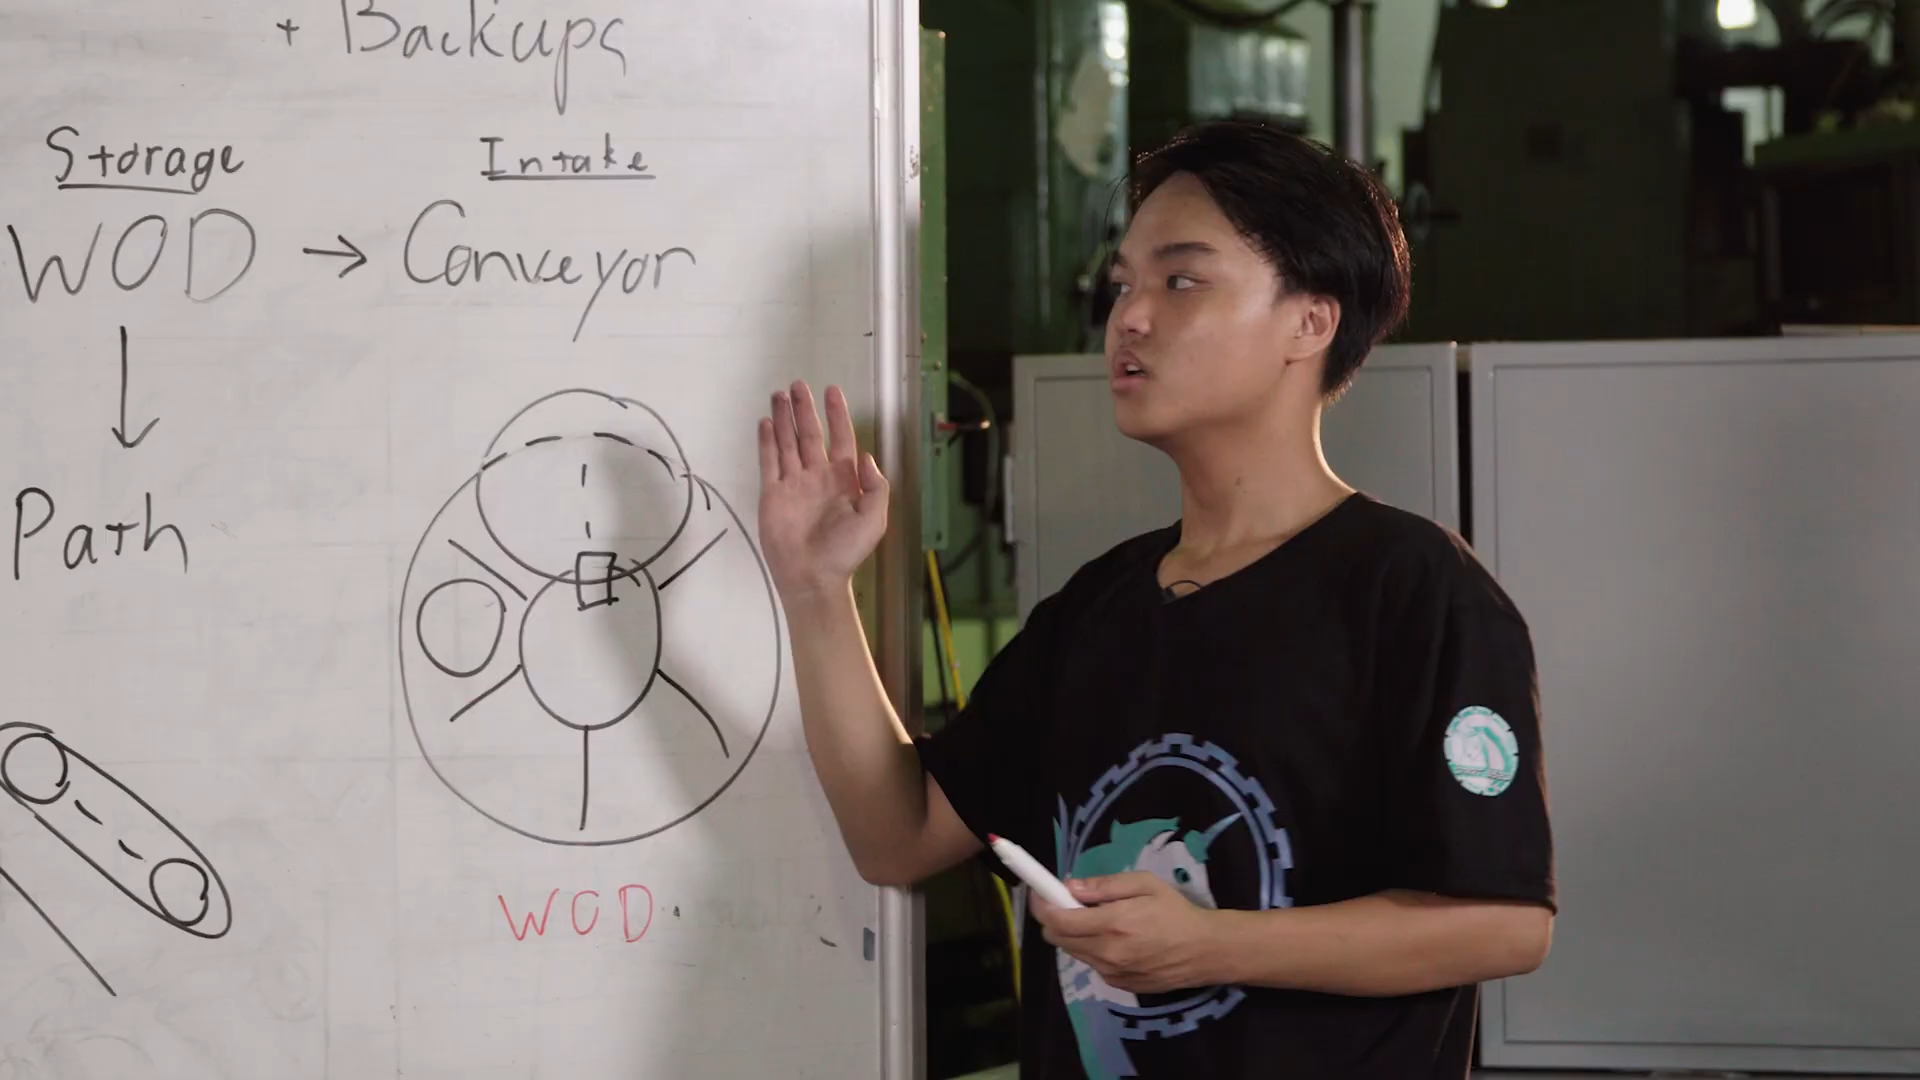 + Backups
Storage
Intake
WOD → Conveyor
Path
WOD